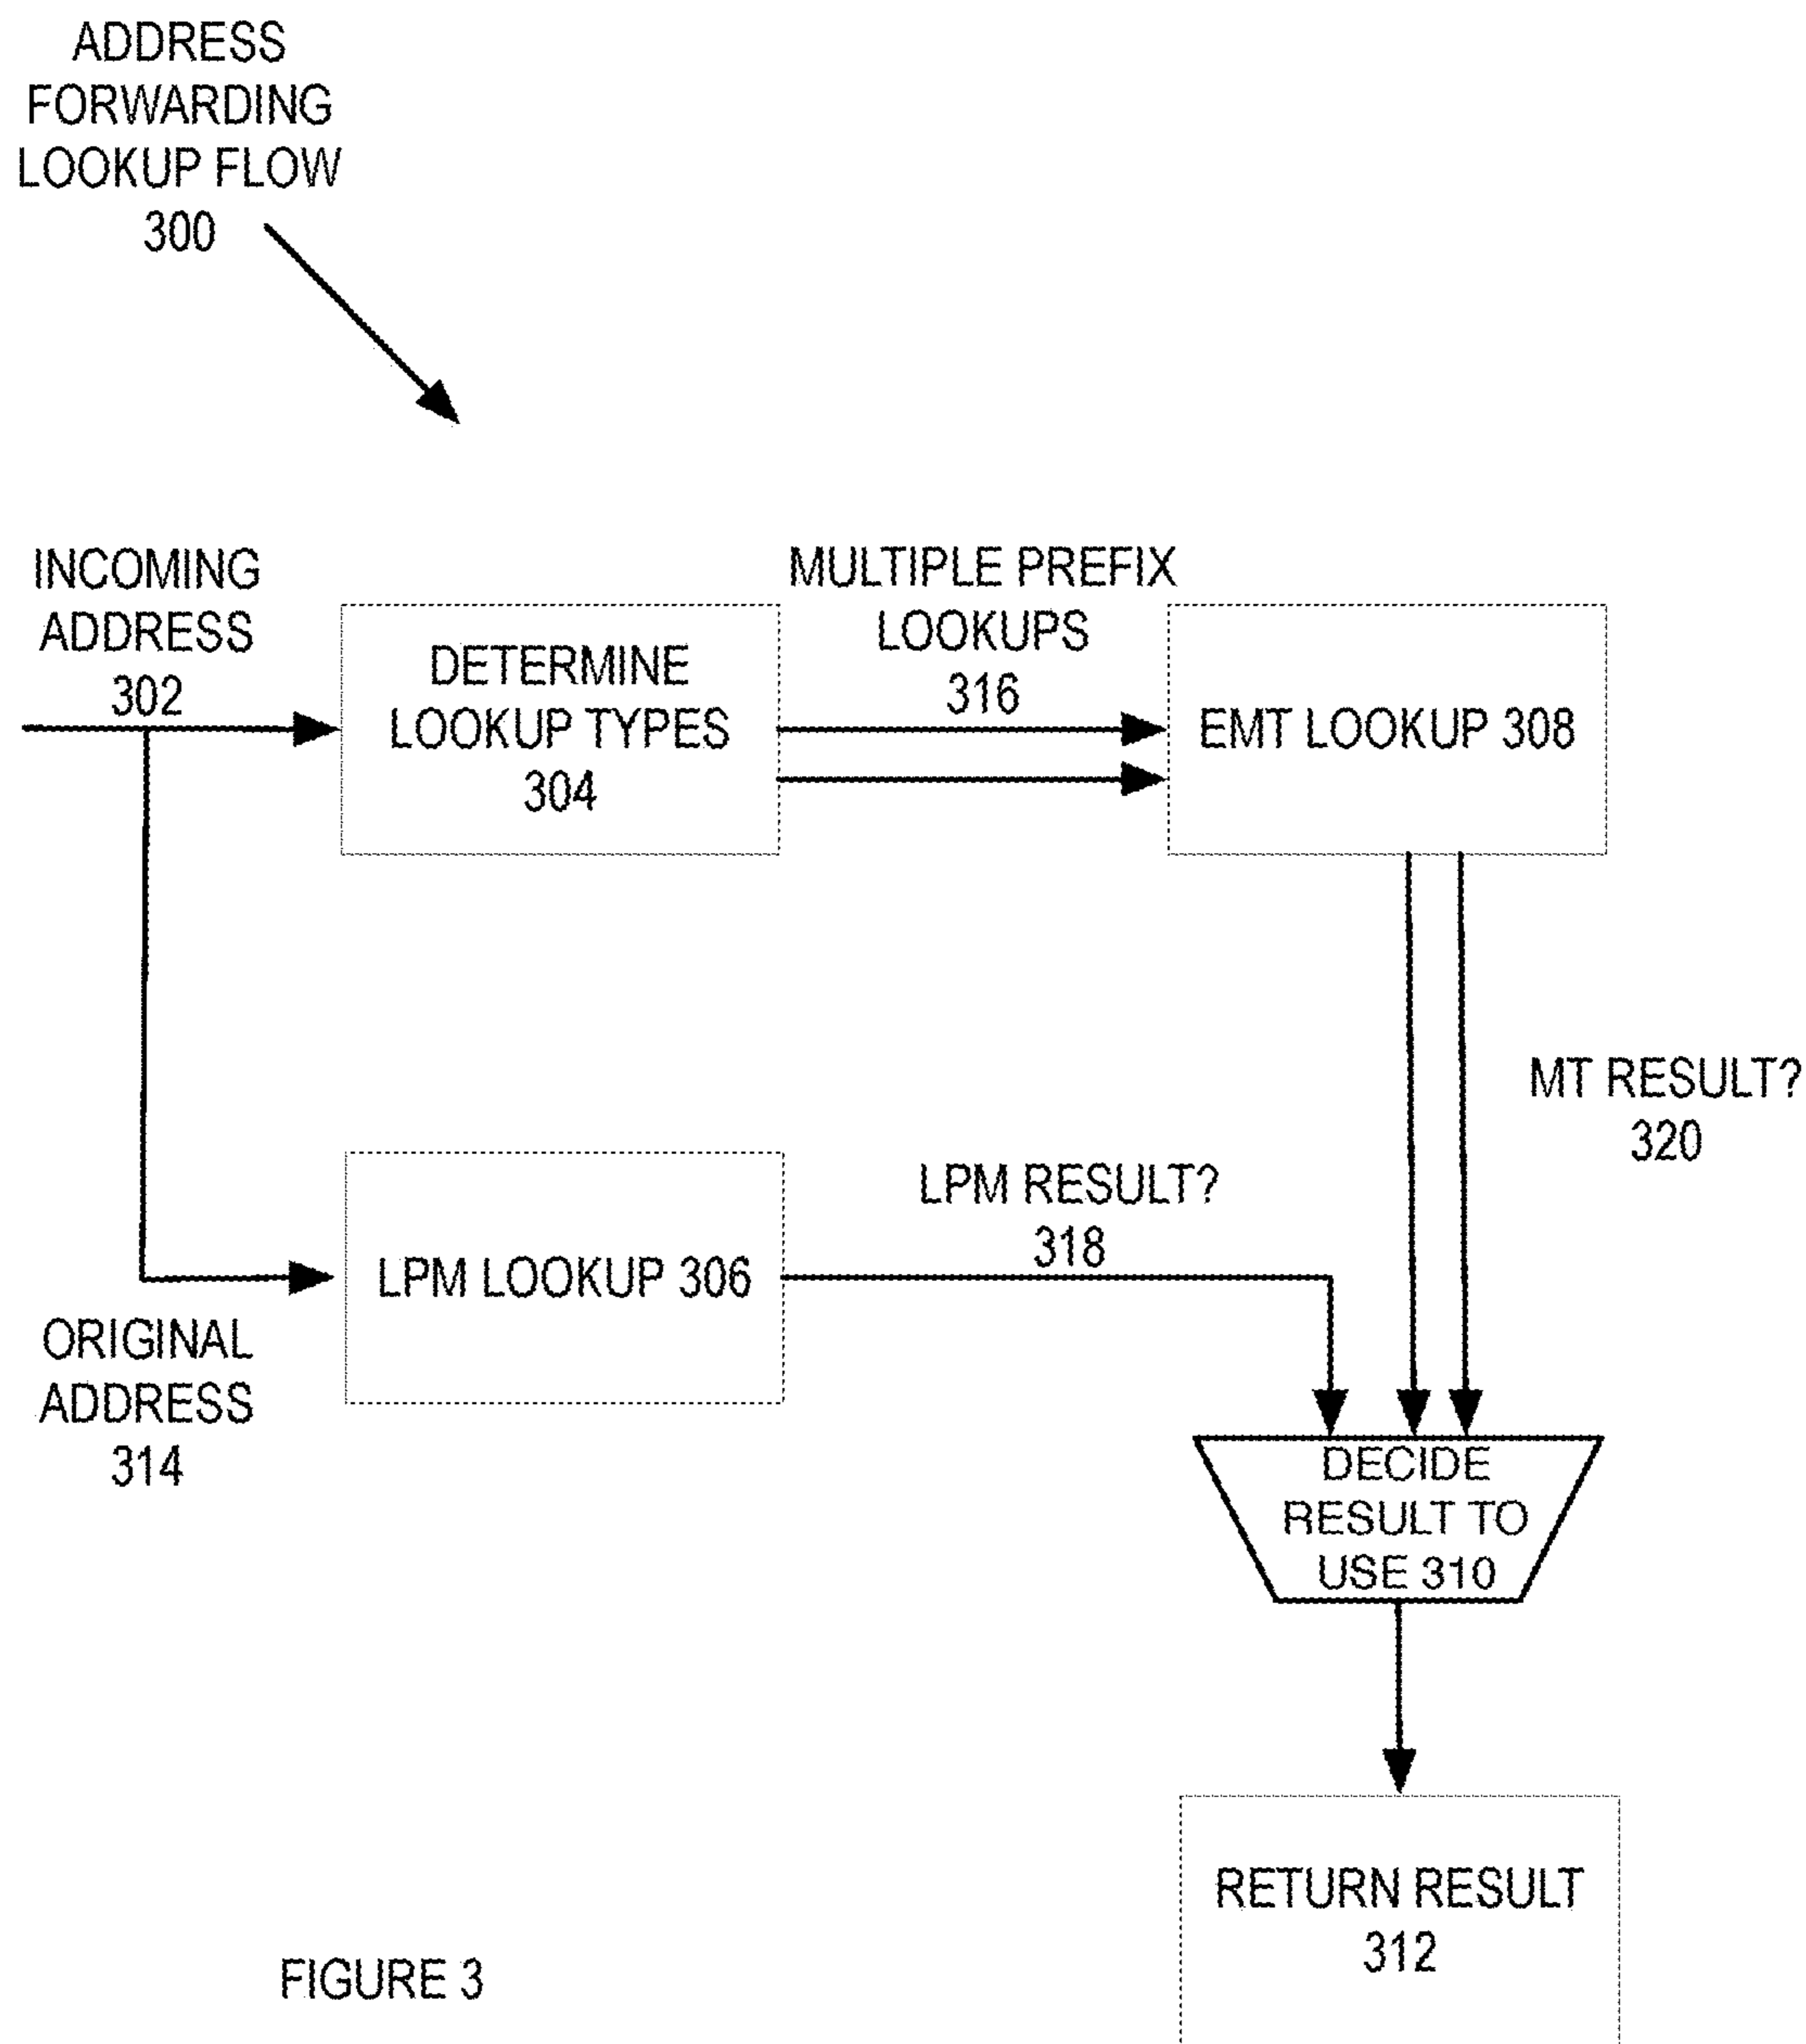 ADDRESS
FORWARDING
LOOKUP FLOW
300
INCOMING
ADDRESS
302
DETERMINE
LOOKUP TYPES
304
MULTIPLE PREFIX
LOOKUPS
316
EMT LOOKUP 308
MT RESULT?
320
LPM RESULT?
318
LPM LOOKUP 306
ORIGINAL
ADDRESS
314
DECIDE
RESULT TO
USE 310
RETURN RESULT
312
FIGURE 3